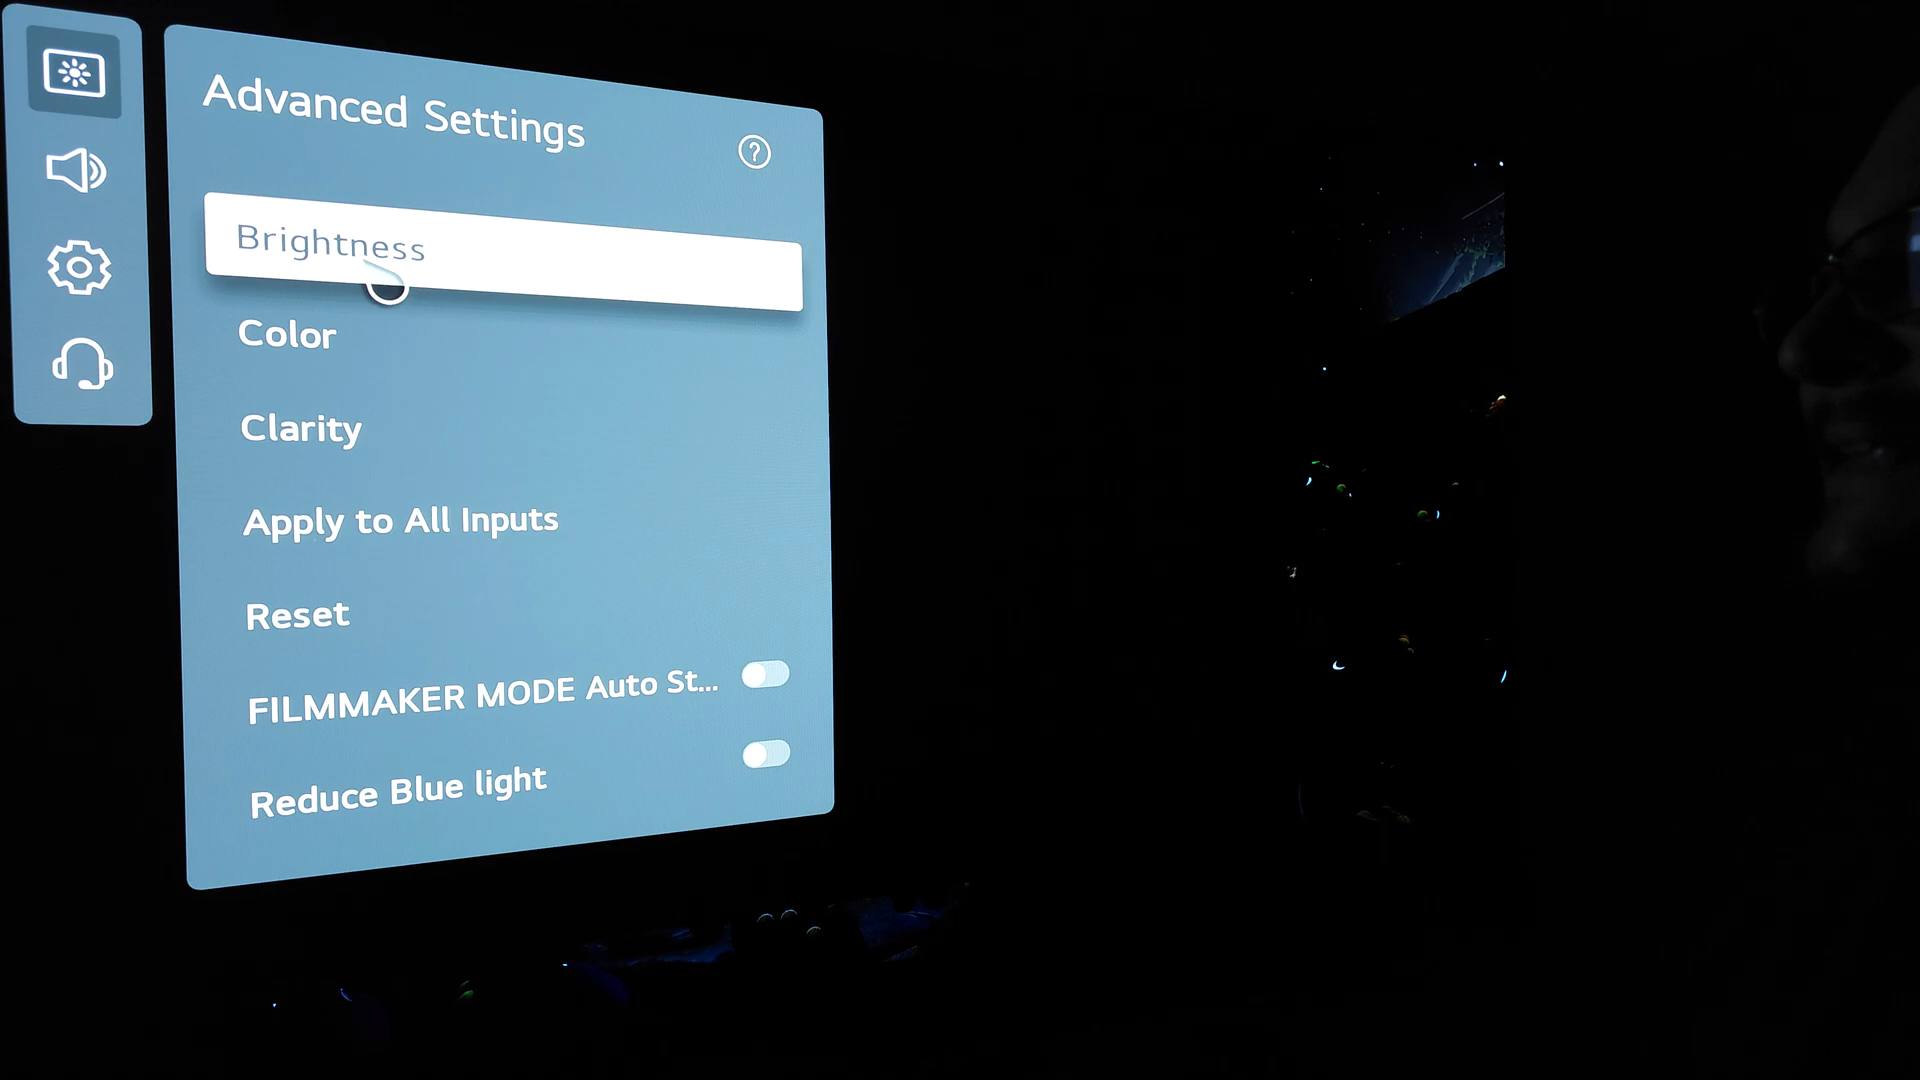 Advanced Settings
Brightness
Color
Clarity
Apply to All Inputs
Reset
FILMMAKER MODE Auto St...
Reduce Blue light